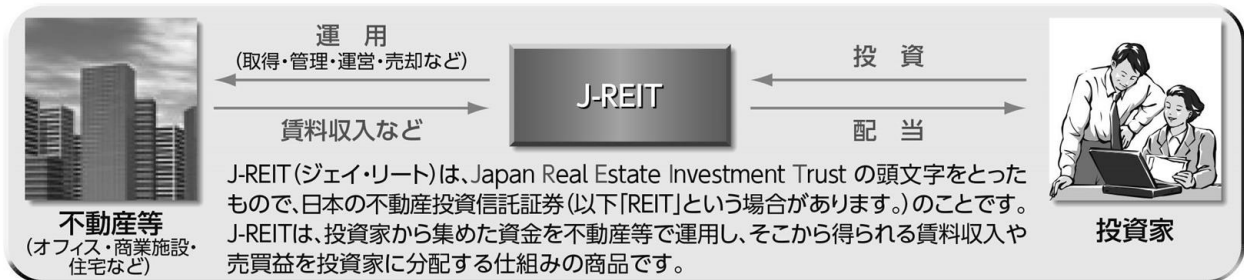 運 用
(取得・管理・運営・売却など)
賃料収入など
J-REIT
投 資
配 当
不動産等
(オフィス・商業施設・
住宅など)
J-REIT(ジェイ・リート)は、Japan Real Estate Investment Trust の頭文字をとった
もので、日本の不動産投資信託証券(以下「REIT」という場合があります。)のことです。
J-REITは、投資家から集めた資金を不動産等で運用し、そこから得られる賃料収入や
売買益を投資家に分配する仕組みの商品です。
投資家